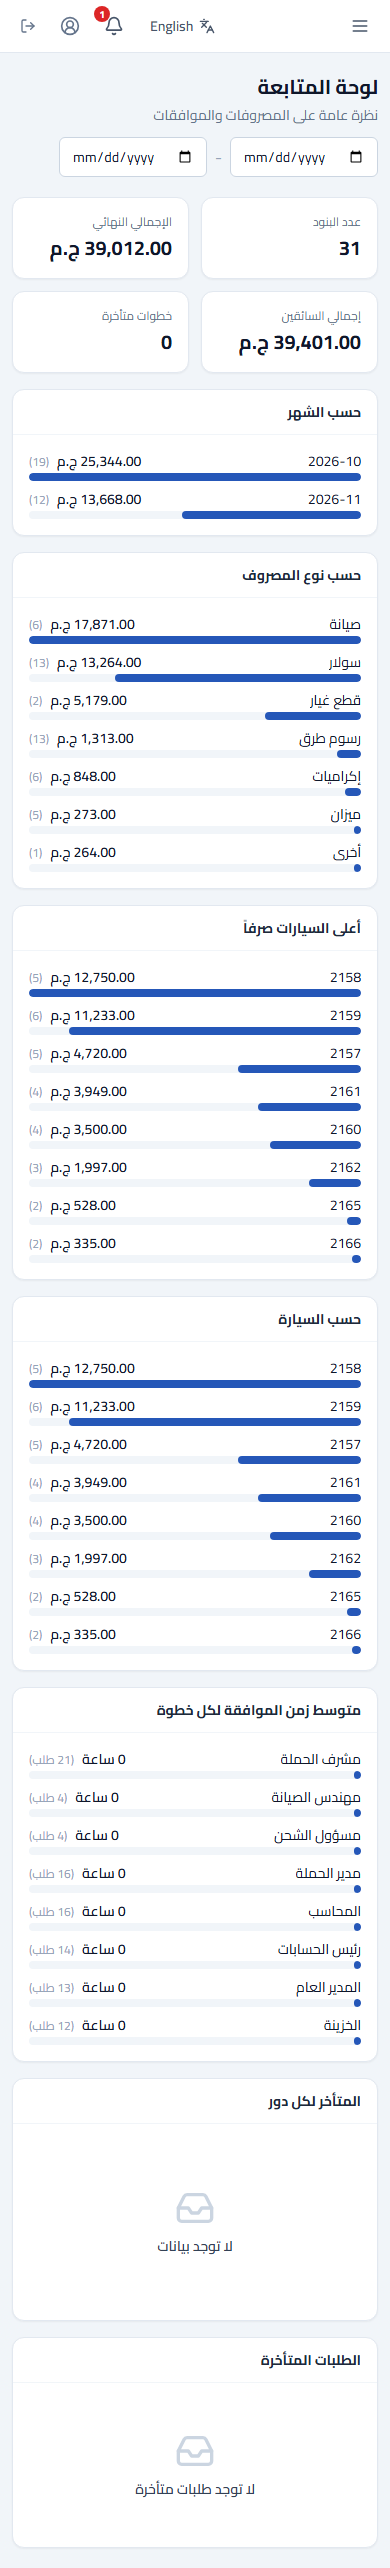 English
1
لوحة المتابعة
نظرة عامة على المصروفات والموافقات
mm/dd/yyyy - mm/dd/yyyy
عدد البنود
31
الإجمالي النهائي
39,012.00 ج.م
إجمالي السائقين
39,401.00 ج.م
خطوات متأخرة
0
حسب الشهر
2026-10 25,344.00 ج.م (19)
2026-11 13,668.00 ج.م (12)
حسب نوع المصروف
صيانة 17,871.00 ج.م (6)
سولار 13,264.00 ج.م (13)
قطع غيار 5,179.00 ج.م (2)
رسوم طرق 1,313.00 ج.م (13)
إكراميات 848.00 ج.م (6)
ميزان 273.00 ج.م (5)
أخرى 264.00 ج.م (1)
أعلى السيارات صرفاً
2158 12,750.00 ج.م (5)
2159 11,233.00 ج.م (6)
2157 4,720.00 ج.م (5)
2161 3,949.00 ج.م (4)
2160 3,500.00 ج.م (4)
2162 1,997.00 ج.م (3)
2165 528.00 ج.م (2)
2166 335.00 ج.م (2)
حسب السيارة
2158 12,750.00 ج.م (5)
2159 11,233.00 ج.م (6)
2157 4,720.00 ج.م (5)
2161 3,949.00 ج.م (4)
2160 3,500.00 ج.م (4)
2162 1,997.00 ج.م (3)
2165 528.00 ج.م (2)
2166 335.00 ج.م (2)
متوسط زمن الموافقة لكل خطوة
مشرف الحملة 0 ساعة (21 طلب)
مهندس الصيانة 0 ساعة (4 طلب)
مسؤول الشحن 0 ساعة (4 طلب)
مدير الحملة 0 ساعة (16 طلب)
المحاسب 0 ساعة (16 طلب)
رئيس الحسابات 0 ساعة (14 طلب)
المدير العام 0 ساعة (13 طلب)
الخزينة 0 ساعة (12 طلب)
المتأخر لكل دور
لا توجد بيانات
الطلبات المتأخرة
لا توجد طلبات متأخرة